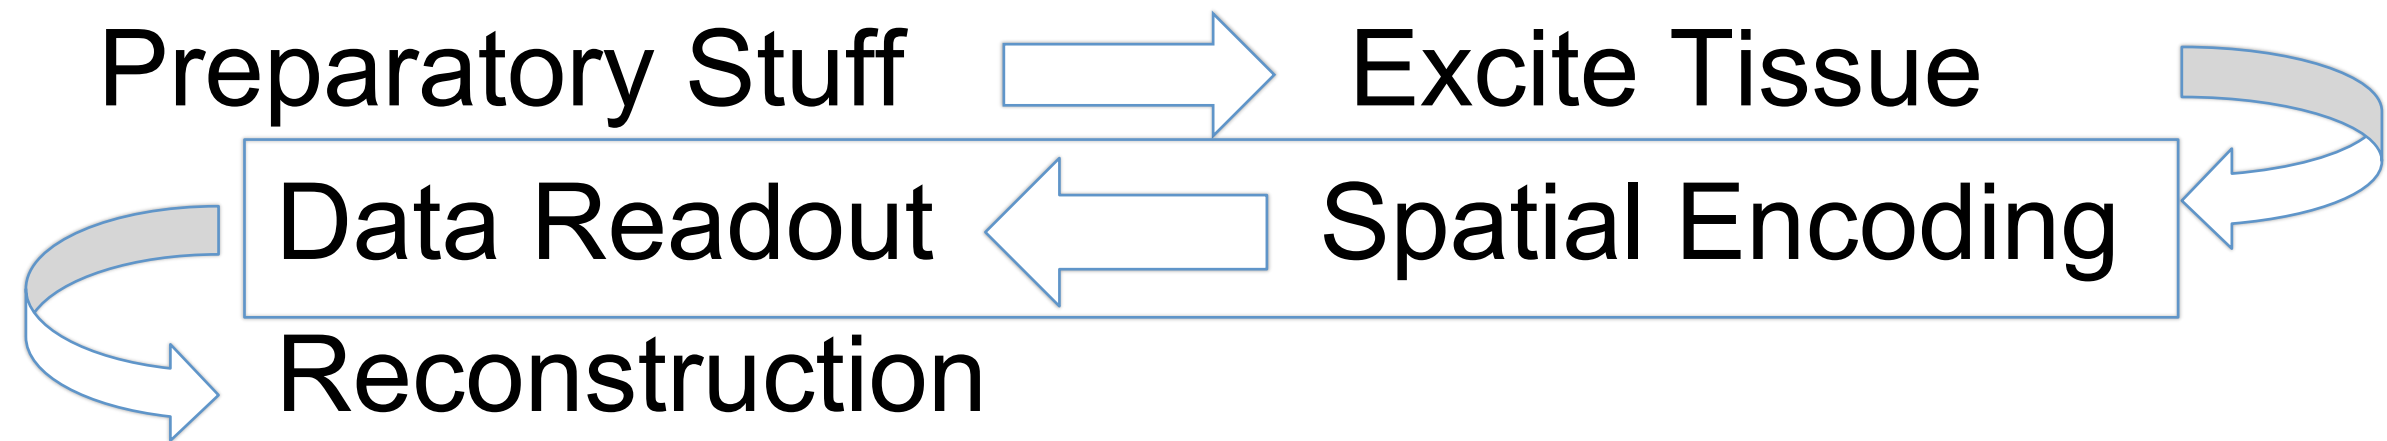 Preparatory Stuff Excite Tissue
Data Readout Spatial Encoding
Reconstruction